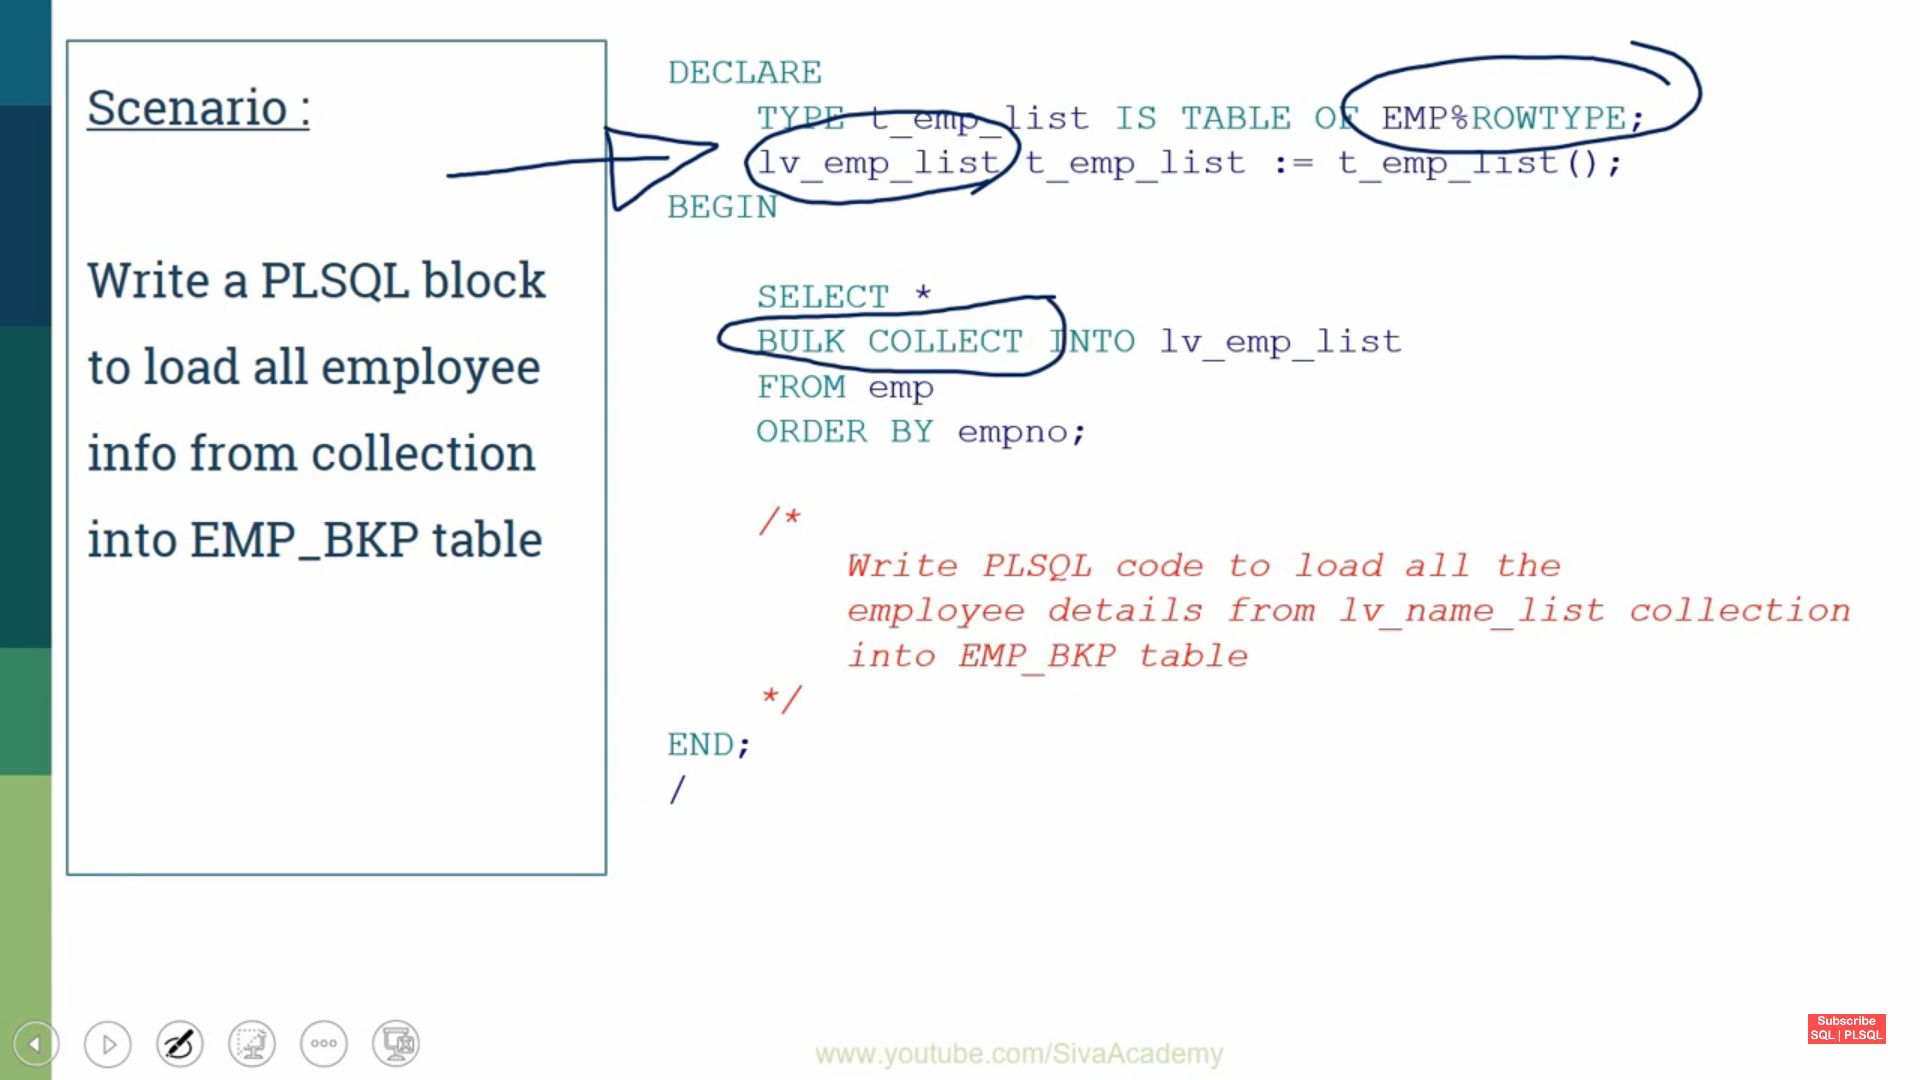 Scenario :
Write a PLSQL block
to load all employee
info from collection
into EMP_BKP table
DECLARE
TYPE t_emp_list IS TABLE OF EMP%ROWTYPE;
lv_emp_list t_emp_list := t_emp_list();
BEGIN
SELECT *
BULK COLLECT INTO lv_emp_list
FROM emp
ORDER BY empno;
/*
Write PLSQL code to load all the
employee details from lv_name_list collection
into EMP_BKP table
*/
END;
/
www.youtube.com/SivaAcademy
Subscribe
SQL | PLSQL